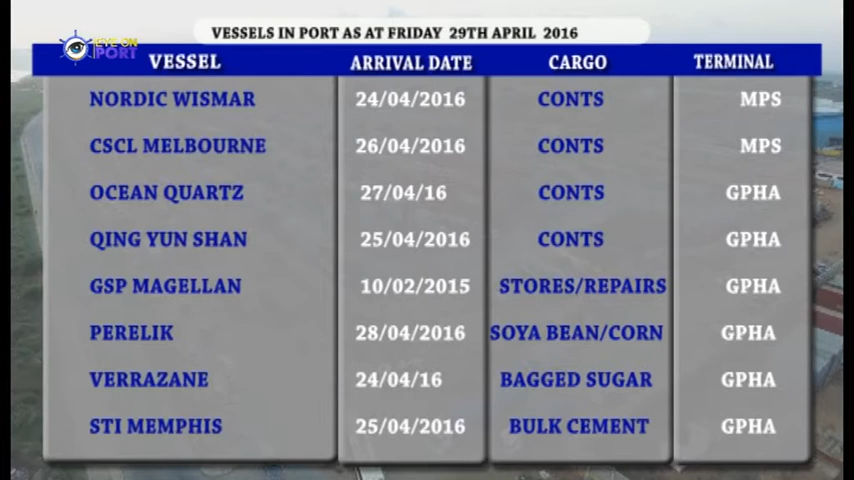 VESSELS IN PORT AS AT FRIDAY 29TH APRIL 2016
EYE ON
PORT
VESSEL ARRIVAL DATE CARGO TERMINAL
NORDIC WISMAR 24/04/2016 CONTS MPS
CSCL MELBOURNE 26/04/2016 CONTS MPS
OCEAN QUARTZ 27/04/16 CONTS GPHA
QING YUN SHAN 25/04/2016 CONTS GPHA
GSP MAGELLAN 10/02/2015 STORES/REPAIRS GPHA
PERELIK 28/04/2016 SOYA BEAN/CORN GPHA
VERRAZANE 24/04/16 BAGGED SUGAR GPHA
STI MEMPHIS 25/04/2016 BULK CEMENT GPHA